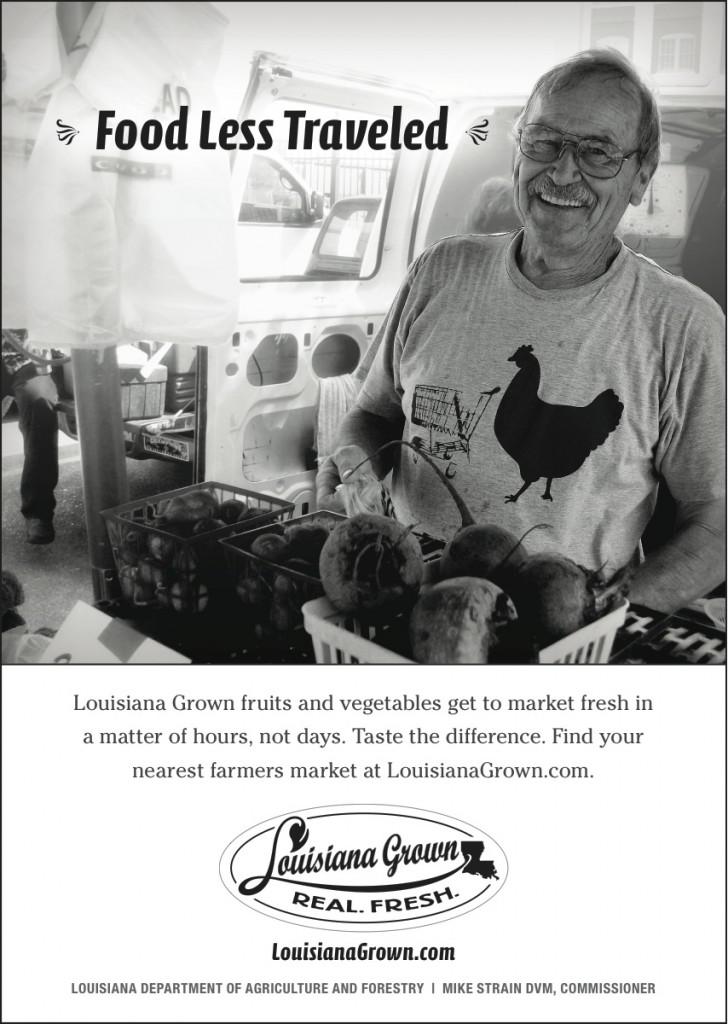 Food Less Traveled
Louisiana Grown fruits and vegetables get to market fresh in
a matter of hours, not days. Taste the difference. Find your
nearest farmers market at LouisianaGrown.com.
Louisiana Grown
REAL. FRESH.
LouisianaGrown.com
LOUISIANA DEPARTMENT OF AGRICULTURE AND FORESTRY | MIKE STRAIN DVM, COMMISSIONER